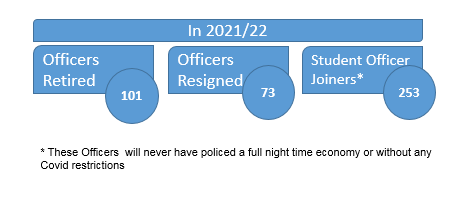 In 2021/22
Officers
Retired
101
Officers
Resigned
73
Student Officer
Joiners*
253
* These Officers  will never have policed a full night time economy or without any
Covid restrictions